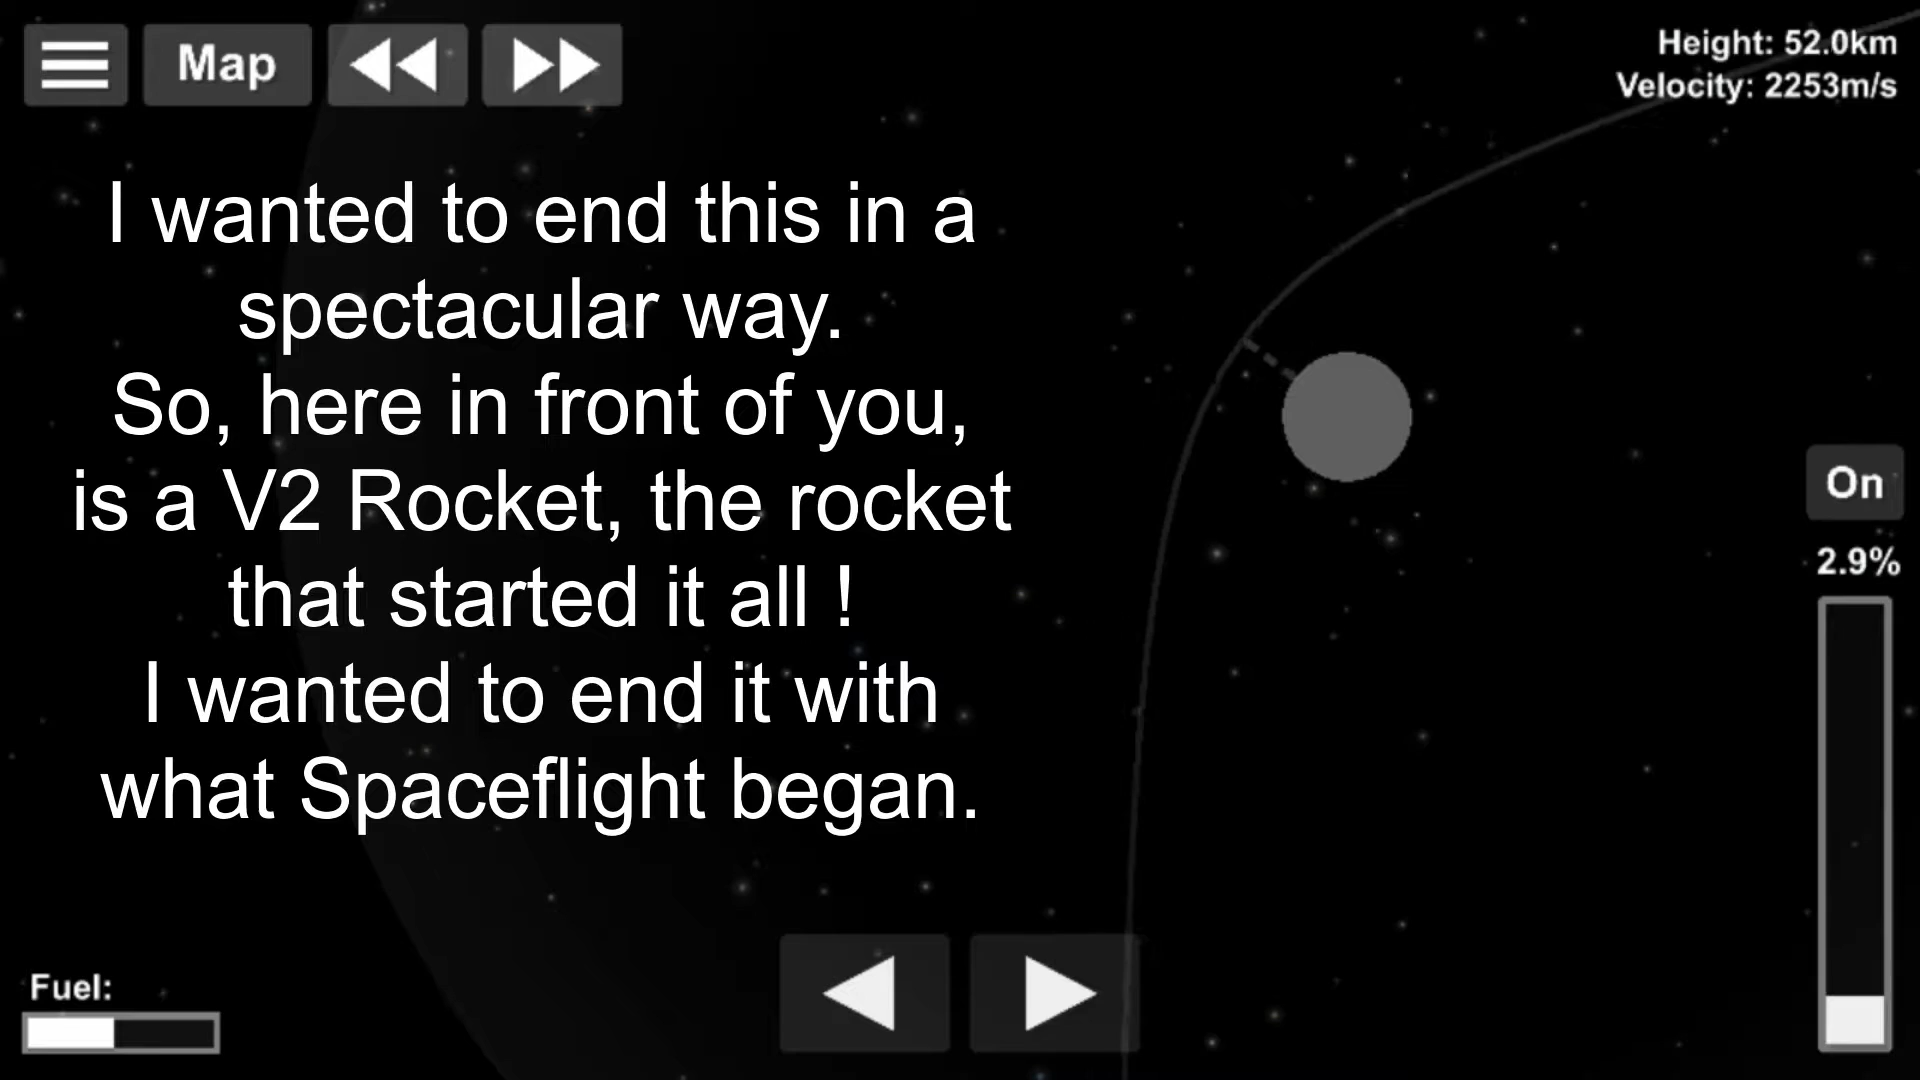 Map
Height: 52.0km
Velocity: 2253m/s
I wanted to end this in a
spectacular way.
So, here in front of you,
is a V2 Rocket, the rocket
that started it all !
I wanted to end it with
what Spaceflight began.
On
2.9%
Fuel: